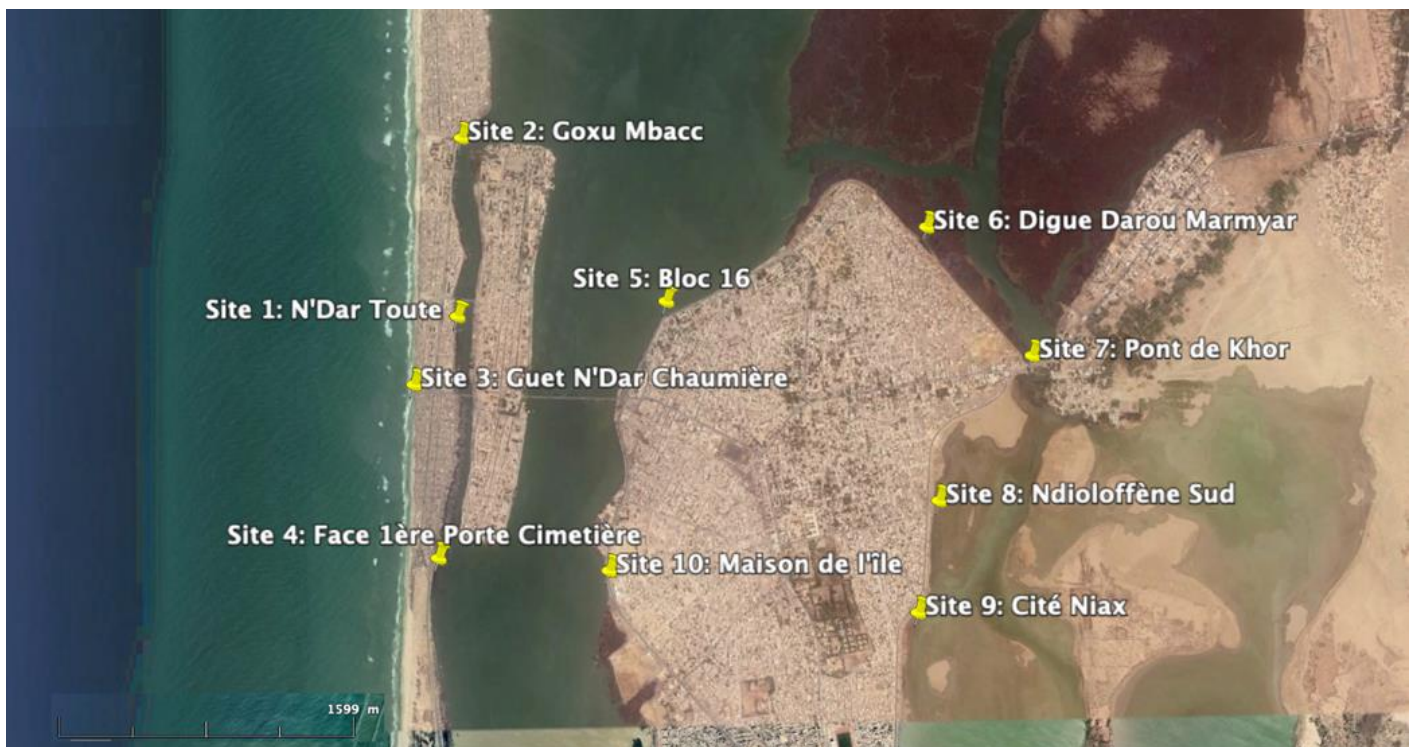 Site 2: Goxu Mbacc
Site 6: Digue Darou Marmyar
Site 5: Bloc 16
Site 1: N'Dar Toute
Site 7: Pont de Khor
Site 3: Guet N'Dar Chaumière
Site 8: Ndioloffène Sud
Site 4: Face 1ère Porte Cimetière
Site 10: Maison de l'île
Site 9: Cité Niax
1599 m